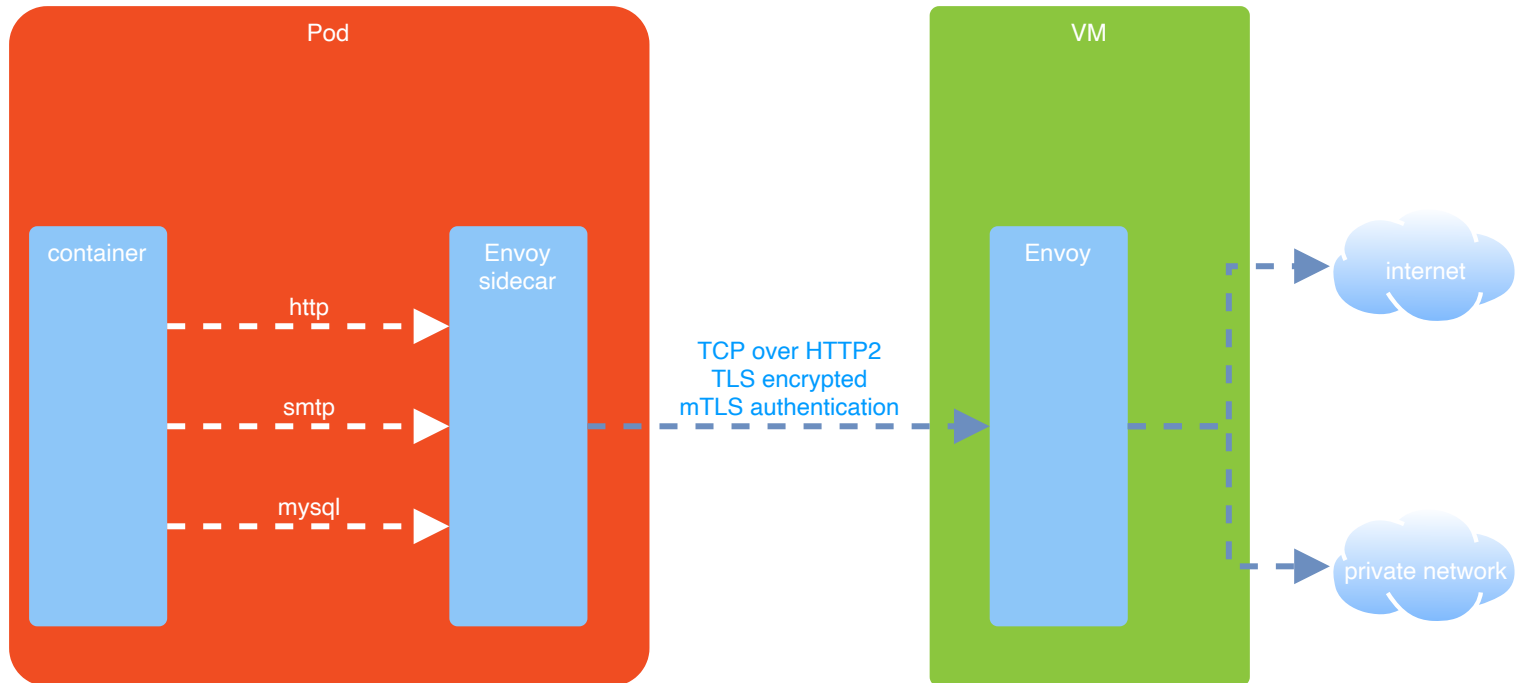 Pod
VM
container
Envoy
sidecar
Envoy
internet
http
TCP over HTTP2
TLS encrypted
mTLS authentication
smtp
mysql
private network